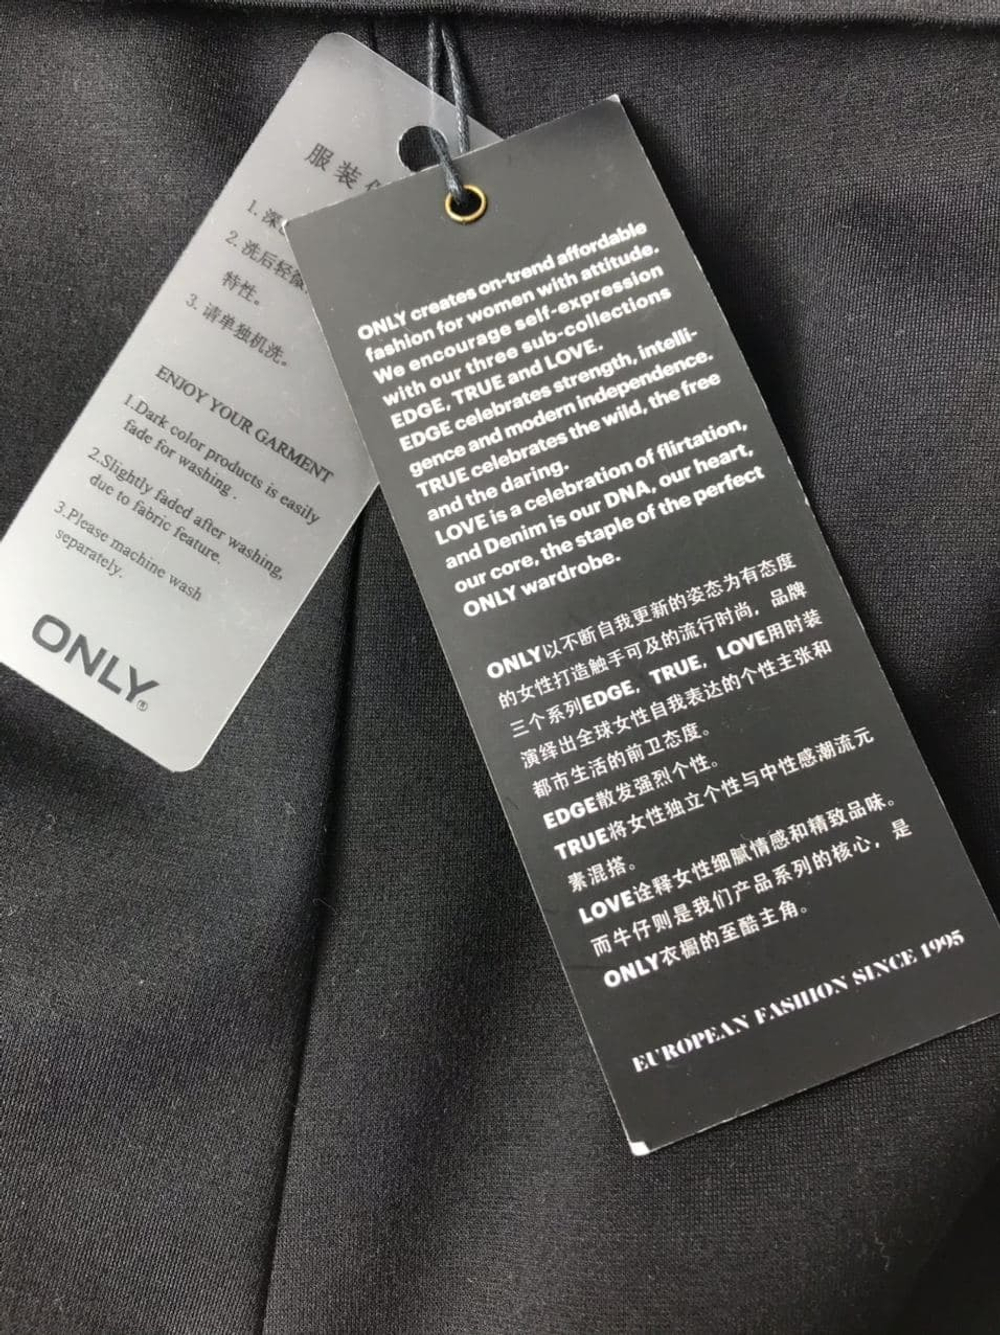 服装
1. 深
2. 洗后轻微
特性。
3. 请单独机洗。
ENJOY YOUR GARMENT
1.Dark color products is easily
fade for washing .
2.Slightly faded after washing,
due to fabric feature.
3.Please machine wash
separately.
ONLY®
ONLY creates on-trend affordable
fashion for women with attitude.
We encourage self-expression
with our three sub-collections
EDGE, TRUE and LOVE.
EDGE celebrates strength, intelli-
gence and modern independence.
TRUE celebrates the wild, the free
and the daring.
LOVE is a celebration of flirtation,
and Denim is our DNA, our heart,
our core, the staple of the perfect
ONLY wardrobe.
ONLY以不断自我更新的姿态为有态度
的女性打造触手可及的流行时尚，品牌
三个系列EDGE，TRUE，LOVE用时装
演绎出全球女性自我表达的个性主张和
都市生活的前卫态度。
EDGE散发强烈个性。
TRUE将女性独立个性与中性感潮流元
素混搭。
LOVE诠释女性细腻情感和精致品味。
而牛仔则是我们产品系列的核心，是
ONLY衣橱的至酷主角。
EUROPEAN FASHION SINCE 1995